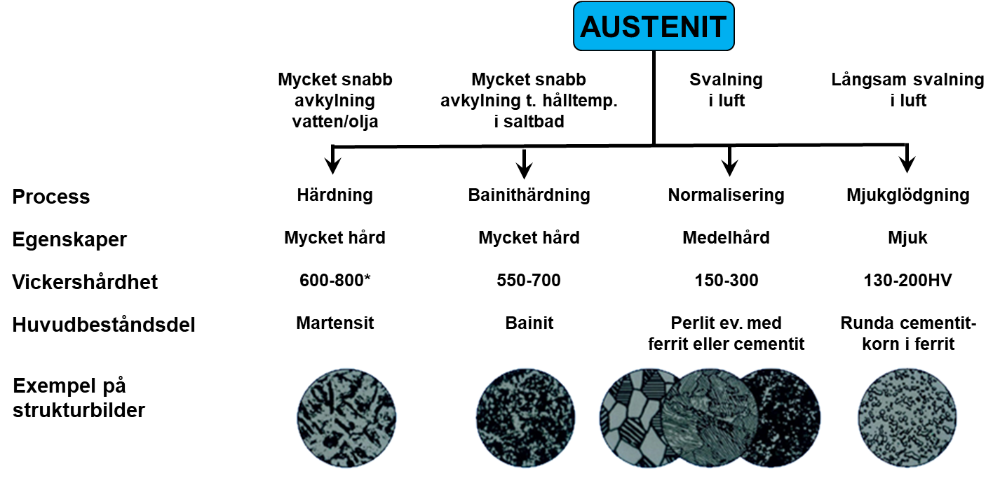 AUSTENIT
Mycket snabb
avkylning
vatten/olja
Mycket snabb
avkylning t. hålltemp.
i saltbad
Svalning
i luft
Långsam svalning
i luft
Process
Härdning
Bainithärdning
Normalisering
Mjukglödgning
Egenskaper
Mycket hård
Mycket hård
Medelhård
Mjuk
Vickershårdhet
600-800*
550-700
150-300
130-200HV
Huvudbeståndsdel
Martensit
Bainit
Perlit ev. med
ferrit eller cementit
Runda cementit-
korn i ferrit
Exempel på
strukturbilder